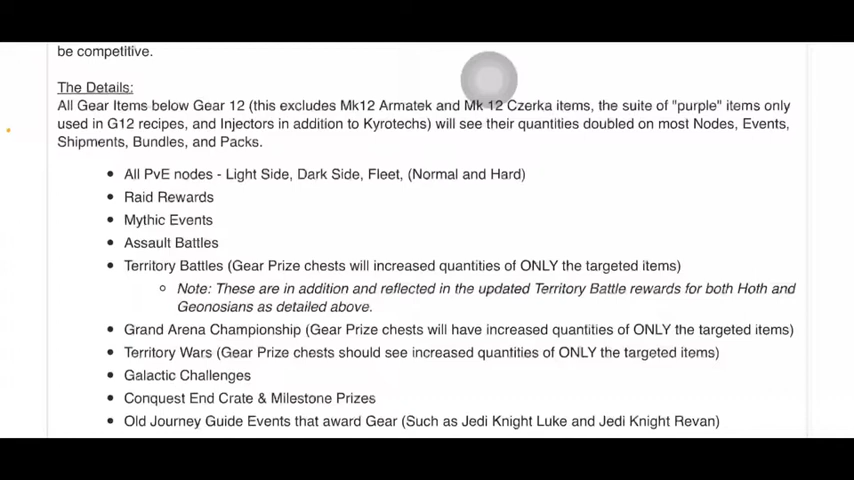 be competitive.
The Details:
All Gear Items below Gear 12 (this excludes Mk12 Armatek and Mk 12 Czerka items, the suite of "purple" items only
used in G12 recipes, and Injectors in addition to Kyrotechs) will see their quantities doubled on most Nodes, Events,
Shipments, Bundles, and Packs.
All PvE nodes - Light Side, Dark Side, Fleet, (Normal and Hard)
Raid Rewards
Mythic Events
Assault Battles
Territory Battles (Gear Prize chests will increased quantities of ONLY the targeted items)
Note: These are in addition and reflected in the updated Territory Battle rewards for both Hoth and
Geonosians as detailed above.
Grand Arena Championship (Gear Prize chests will have increased quantities of ONLY the targeted items)
Territory Wars (Gear Prize chests should see increased quantities of ONLY the targeted items)
Galactic Challenges
Conquest End Crate & Milestone Prizes
Old Journey Guide Events that award Gear (Such as Jedi Knight Luke and Jedi Knight Revan)